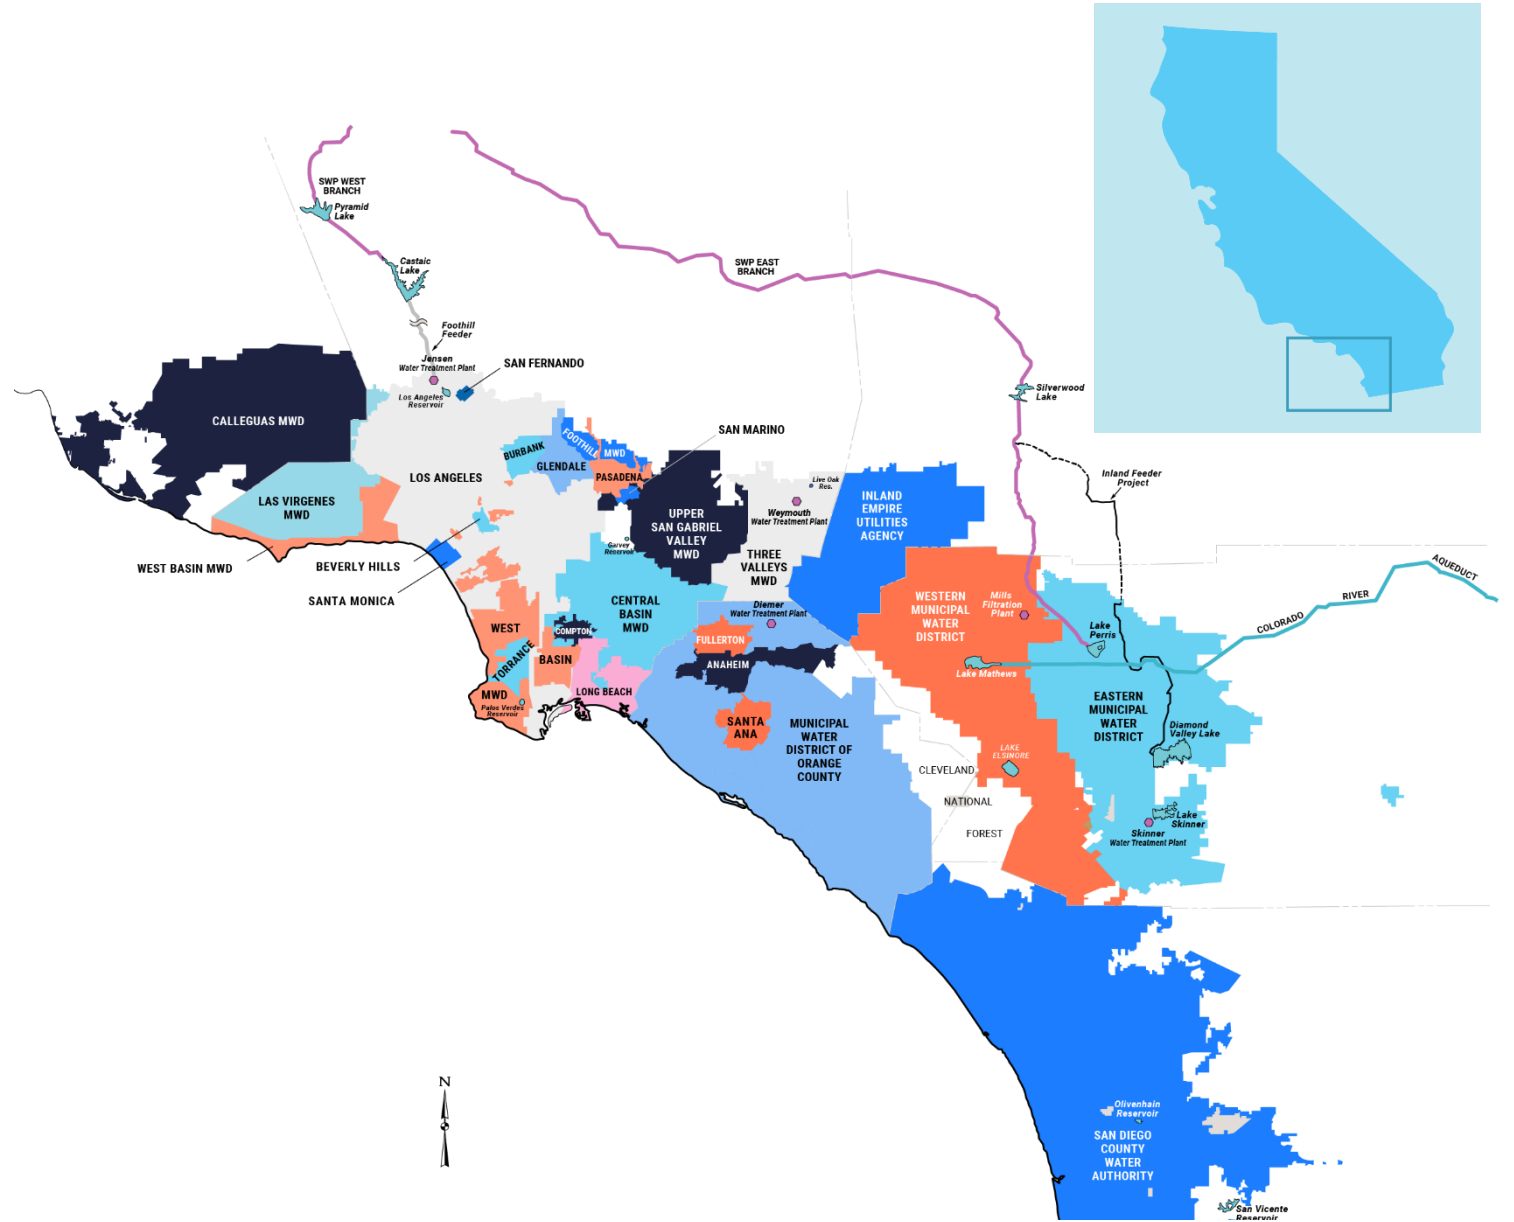 SWP WEST
BRANCH
Pyramid
Lake
Castaic
Lake
SWP EAST
BRANCH
Foothill
Feeder
Jensen
Water Treatment Plant
Los Angeles
Reservoir
SAN FERNANDO
Silverwood
Lake
CALLEGUAS MWD
SAN MARINO
FOOTHILL
MWD
BURBANK
GLENDALE
PASADENA
LOS ANGELES
LAS VIRGENES
MWD
Live Oak
Res.
Weymouth
Water Treatment Plant
Inland Feeder
Project
INLAND
EMPIRE
UTILITIES
AGENCY
UPPER
SAN GABRIEL
VALLEY
MWD
Garvey
Reservoir
THREE
VALLEYS
MWD
WEST BASIN MWD
BEVERLY HILLS
SANTA MONICA
COLORADO
RIVER
AQUEDUCT
WESTERN
MUNICIPAL
WATER
DISTRICT
Mills
Filtration
Plant
Lake
Perris
Lake Mathews
CENTRAL
BASIN
MWD
Diemer
Water Treatment Plant
COMPTON
FULLERTON
ANAHEIM
WEST
BASIN
MWD
TORRANCE
Palos Verdes
Reservoir
LONG BEACH
SANTA
ANA
MUNICIPAL
WATER
DISTRICT OF
ORANGE
COUNTY
EASTERN
MUNICIPAL
WATER
DISTRICT
Diamond
Valley Lake
LAKE
ELSINORE
CLEVELAND
NATIONAL
FOREST
Lake
Skinner
Skinner
Water Treatment Plant
N
Olivenhain
Reservoir
SAN DIEGO
COUNTY
WATER
AUTHORITY
San Vicente
Reservoir